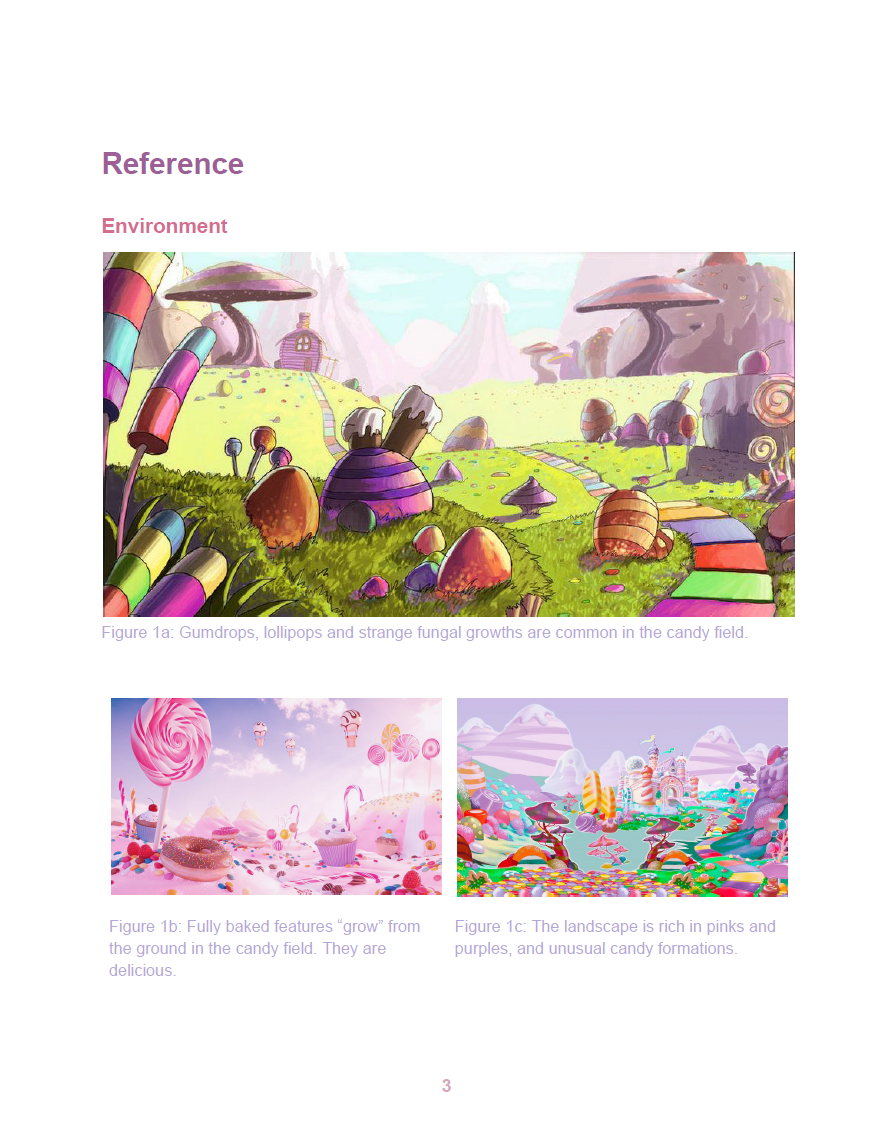 Reference
Environment
Figure 1a: Gumdrops, lollipops and strange fungal growths are common in the candy field.
Figure 1b: Fully baked features “grow” from
the ground in the candy field. They are
delicious.
Figure 1c: The landscape is rich in pinks and
purples, and unusual candy formations.
3